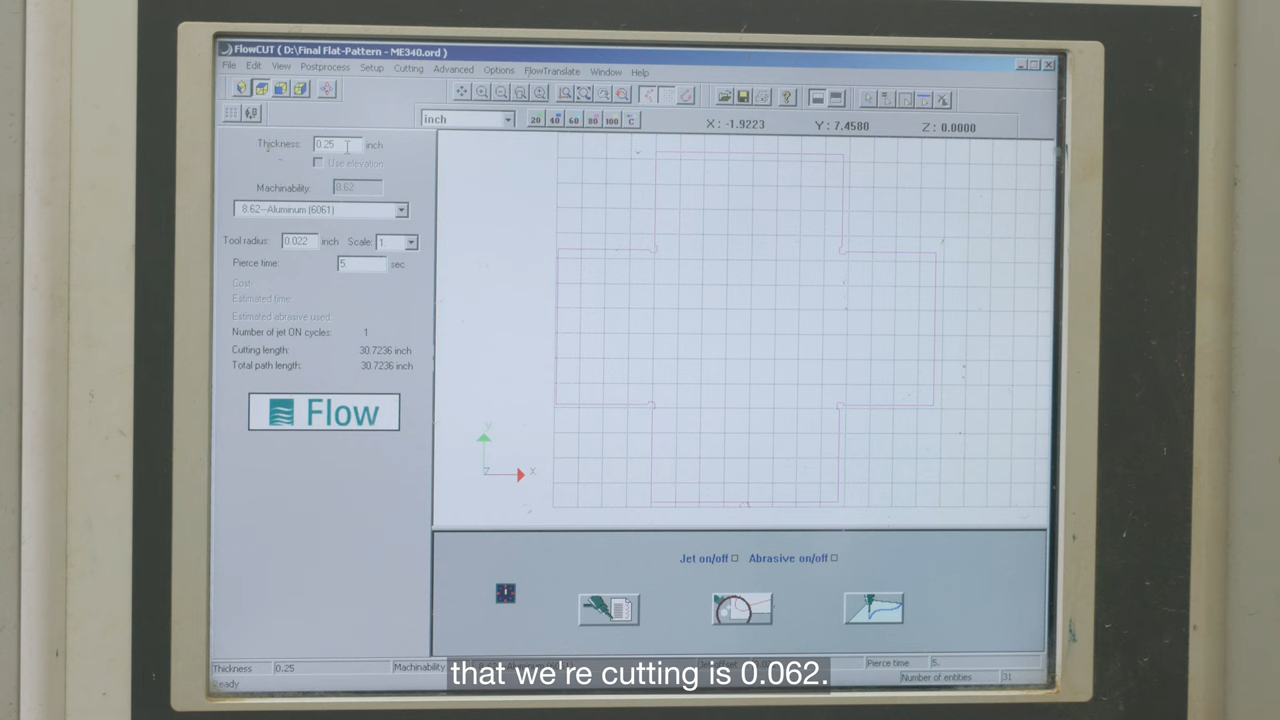 FlowCUT ( D:\Final Flat-Pattern - ME340.ord )
File Edit View Postprocess Setup Cutting Advanced Options FlowTranslate Window Help
inch 20 40 60 80 100 C X: -1.9223 Y: 7.4580 Z: 0.0000
Thickness: 0.25 inch
Use elevation
Machinability: 8.62
8.62--Aluminum (6061)
Tool radius: 0.022 inch Scale: 1.
Pierce time: 5. sec
Cost:
Estimated time:
Estimated abrasive used:
Number of jet ON cycles: 1
Cutting length: 30.7236 inch
Total path length: 30.7236 inch
Flow
Y
Z X
Jet on/off Abrasive on/off
Thickness 0.25 Machinability Pierce time 5.
Ready Number of entities 31
that we're cutting is 0.062.